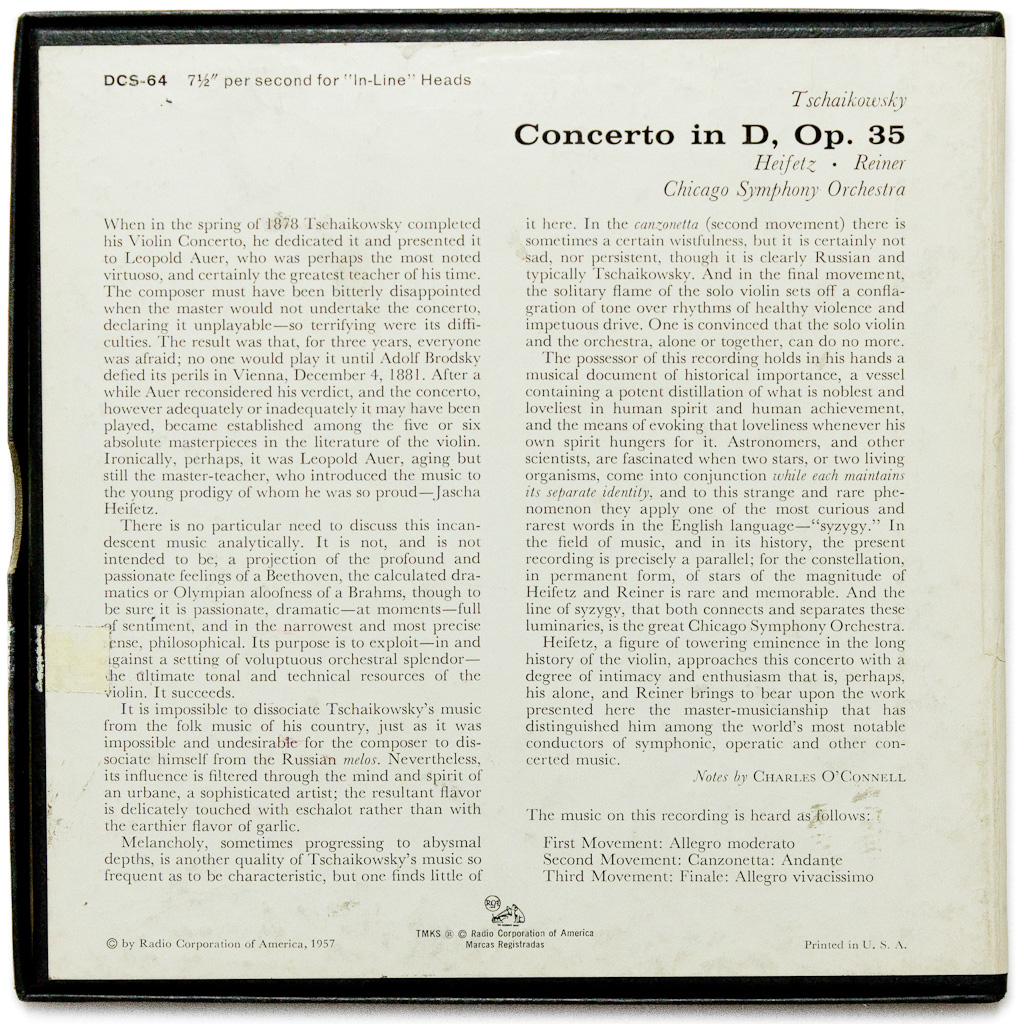 DCS-64 7½" per second for "In-Line" Heads
Tschaikowsky
Concerto in D, Op. 35
Heifetz • Reiner
Chicago Symphony Orchestra
When in the spring of 1878 Tschaikowsky completed
his Violin Concerto, he dedicated it and presented it
to Leopold Auer, who was perhaps the most noted
virtuoso, and certainly the greatest teacher of his time.
The composer must have been bitterly disappointed
when the master would not undertake the concerto,
declaring it unplayable—so terrifying were its diffi-
culties. The result was that, for three years, everyone
was afraid; no one would play it until Adolf Brodsky
defied its perils in Vienna, December 4, 1881. After a
while Auer reconsidered his verdict, and the concerto,
however adequately or inadequately it may have been
played, became established among the five or six
absolute masterpieces in the literature of the violin.
Ironically, perhaps, it was Leopold Auer, aging but
still the master-teacher, who introduced the music to
the young prodigy of whom he was so proud—Jascha
Heifetz.
There is no particular need to discuss this incan-
descent music analytically. It is not, and is not
intended to be, a projection of the profound and
passionate feelings of a Beethoven, the calculated dra-
matics or Olympian aloofness of a Brahms, though to
be sure it is passionate, dramatic—at moments—full
of sentiment, and in the narrowest and most precise
sense, philosophical. Its purpose is to exploit—in and
against a setting of voluptuous orchestral splendor—
the ultimate tonal and technical resources of the
violin. It succeeds.
It is impossible to dissociate Tschaikowsky's music
from the folk music of his country, just as it was
impossible and undesirable for the composer to dis-
sociate himself from the Russian melos. Nevertheless,
its influence is filtered through the mind and spirit of
an urbane, a sophisticated artist; the resultant flavor
is delicately touched with eschalot rather than with
the earthier flavor of garlic.
Melancholy, sometimes progressing to abysmal
depths, is another quality of Tschaikowsky's music so
frequent as to be characteristic, but one finds little of
it here. In the canzonetta (second movement) there is
sometimes a certain wistfulness, but it is certainly not
sad, nor persistent, though it is clearly Russian and
typically Tschaikowsky. And in the final movement,
the solitary flame of the solo violin sets off a confla-
gration of tone over rhythms of healthy violence and
impetuous drive. One is convinced that the solo violin
and the orchestra, alone or together, can do no more.
The possessor of this recording holds in his hands a
musical document of historical importance, a vessel
containing a potent distillation of what is noblest and
loveliest in human spirit and human achievement,
and the means of evoking that loveliness whenever his
own spirit hungers for it. Astronomers, and other
scientists, are fascinated when two stars, or two living
organisms, come into conjunction while each maintains
its separate identity, and to this strange and rare phe-
nomenon they apply one of the most curious and
rarest words in the English language—"syzygy." In
the field of music, and in its history, the present
recording is precisely a parallel; for the constellation,
in permanent form, of stars of the magnitude of
Heifetz and Reiner is rare and memorable. And the
line of syzygy, that both connects and separates these
luminaries, is the great Chicago Symphony Orchestra.
Heifetz, a figure of towering eminence in the long
history of the violin, approaches this concerto with a
degree of intimacy and enthusiasm that is, perhaps,
his alone, and Reiner brings to bear upon the work
presented here the master-musicianship that has
distinguished him among the world's most notable
conductors of symphonic, operatic and other con-
certed music.
Notes by CHARLES O'CONNELL
The music on this recording is heard as follows:
First Movement: Allegro moderato
Second Movement: Canzonetta: Andante
Third Movement: Finale: Allegro vivacissimo
RCA
TMKS ® © Radio Corporation of America
Marcas Registradas
© by Radio Corporation of America, 1957
Printed in U. S. A.